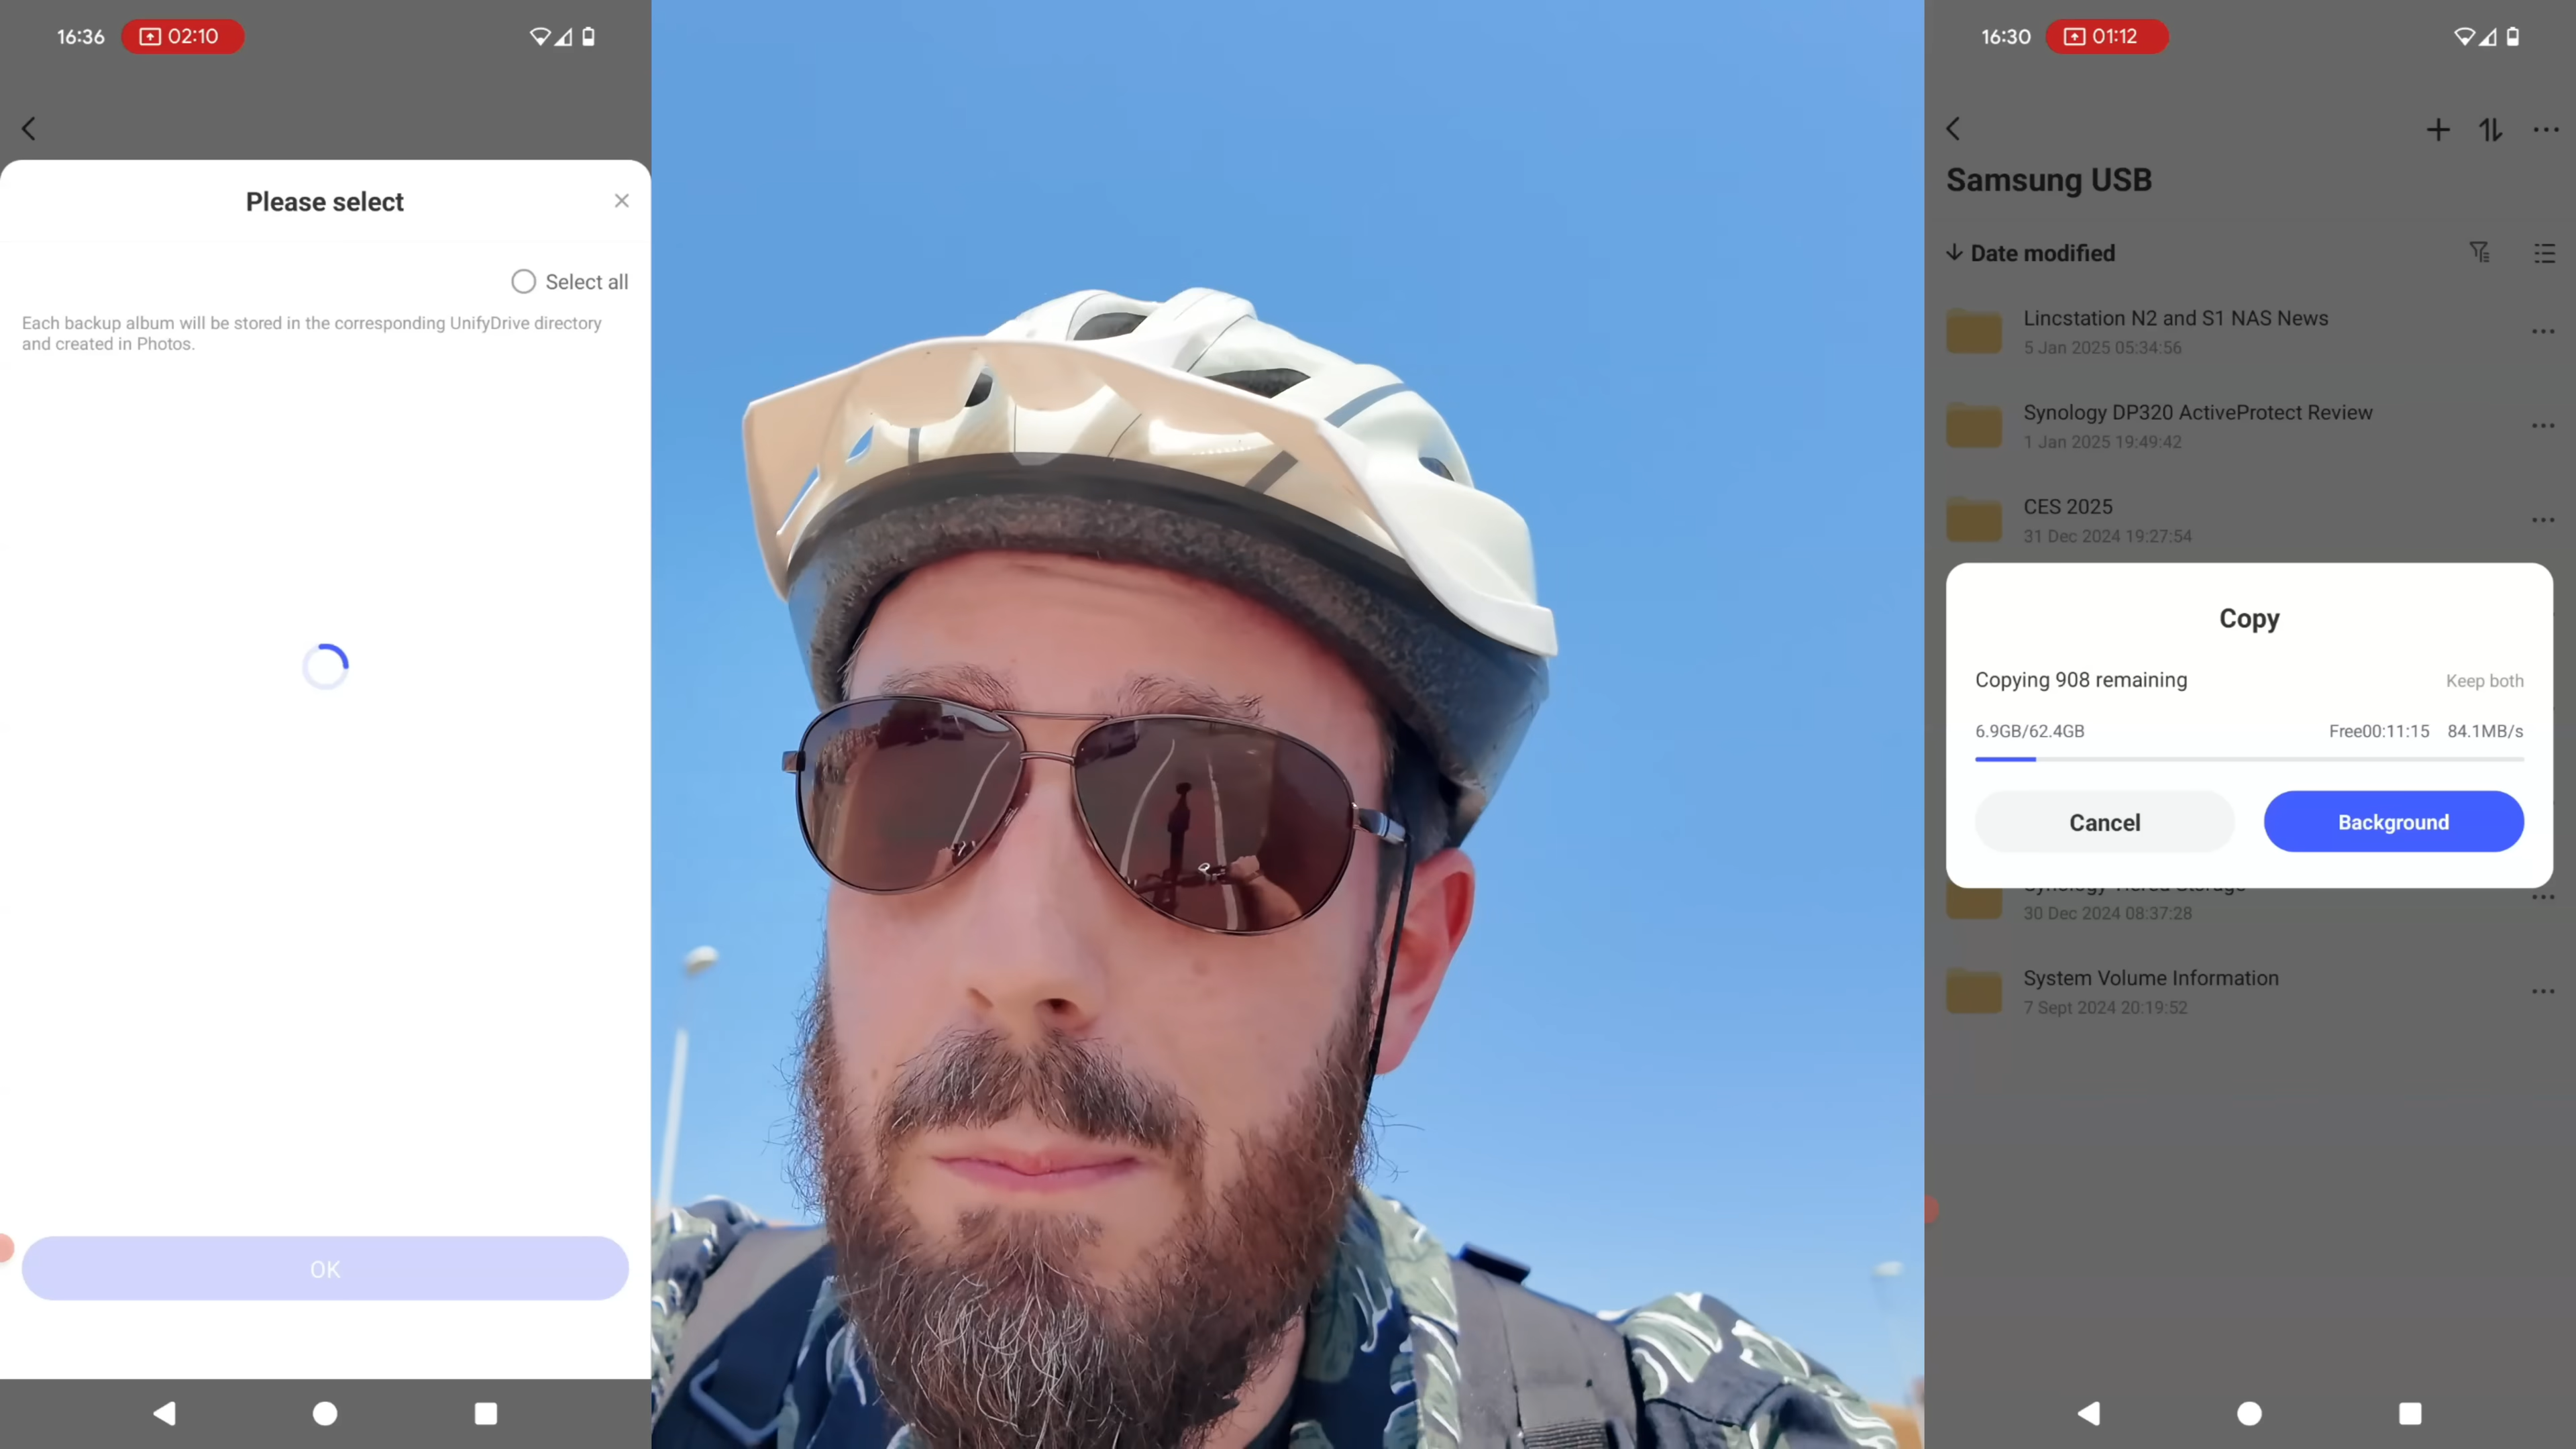 16:36
02:10
Please select
Select all
Each backup album will be stored in the corresponding UnifyDrive directory
and created in Photos.
OK
16:30
01:12
Samsung USB
Date modified
Lincstation N2 and S1 NAS News
5 Jan 2025 05:34:56
Synology DP320 ActiveProtect Review
1 Jan 2025 19:49:42
CES 2025
31 Dec 2024 19:27:54
Copy
Copying 908 remaining
Keep both
6.9GB/62.4GB
Free00:11:15 84.1MB/s
Cancel
Background
Synology Tiered Storage
30 Dec 2024 08:37:28
System Volume Information
7 Sept 2024 20:19:52